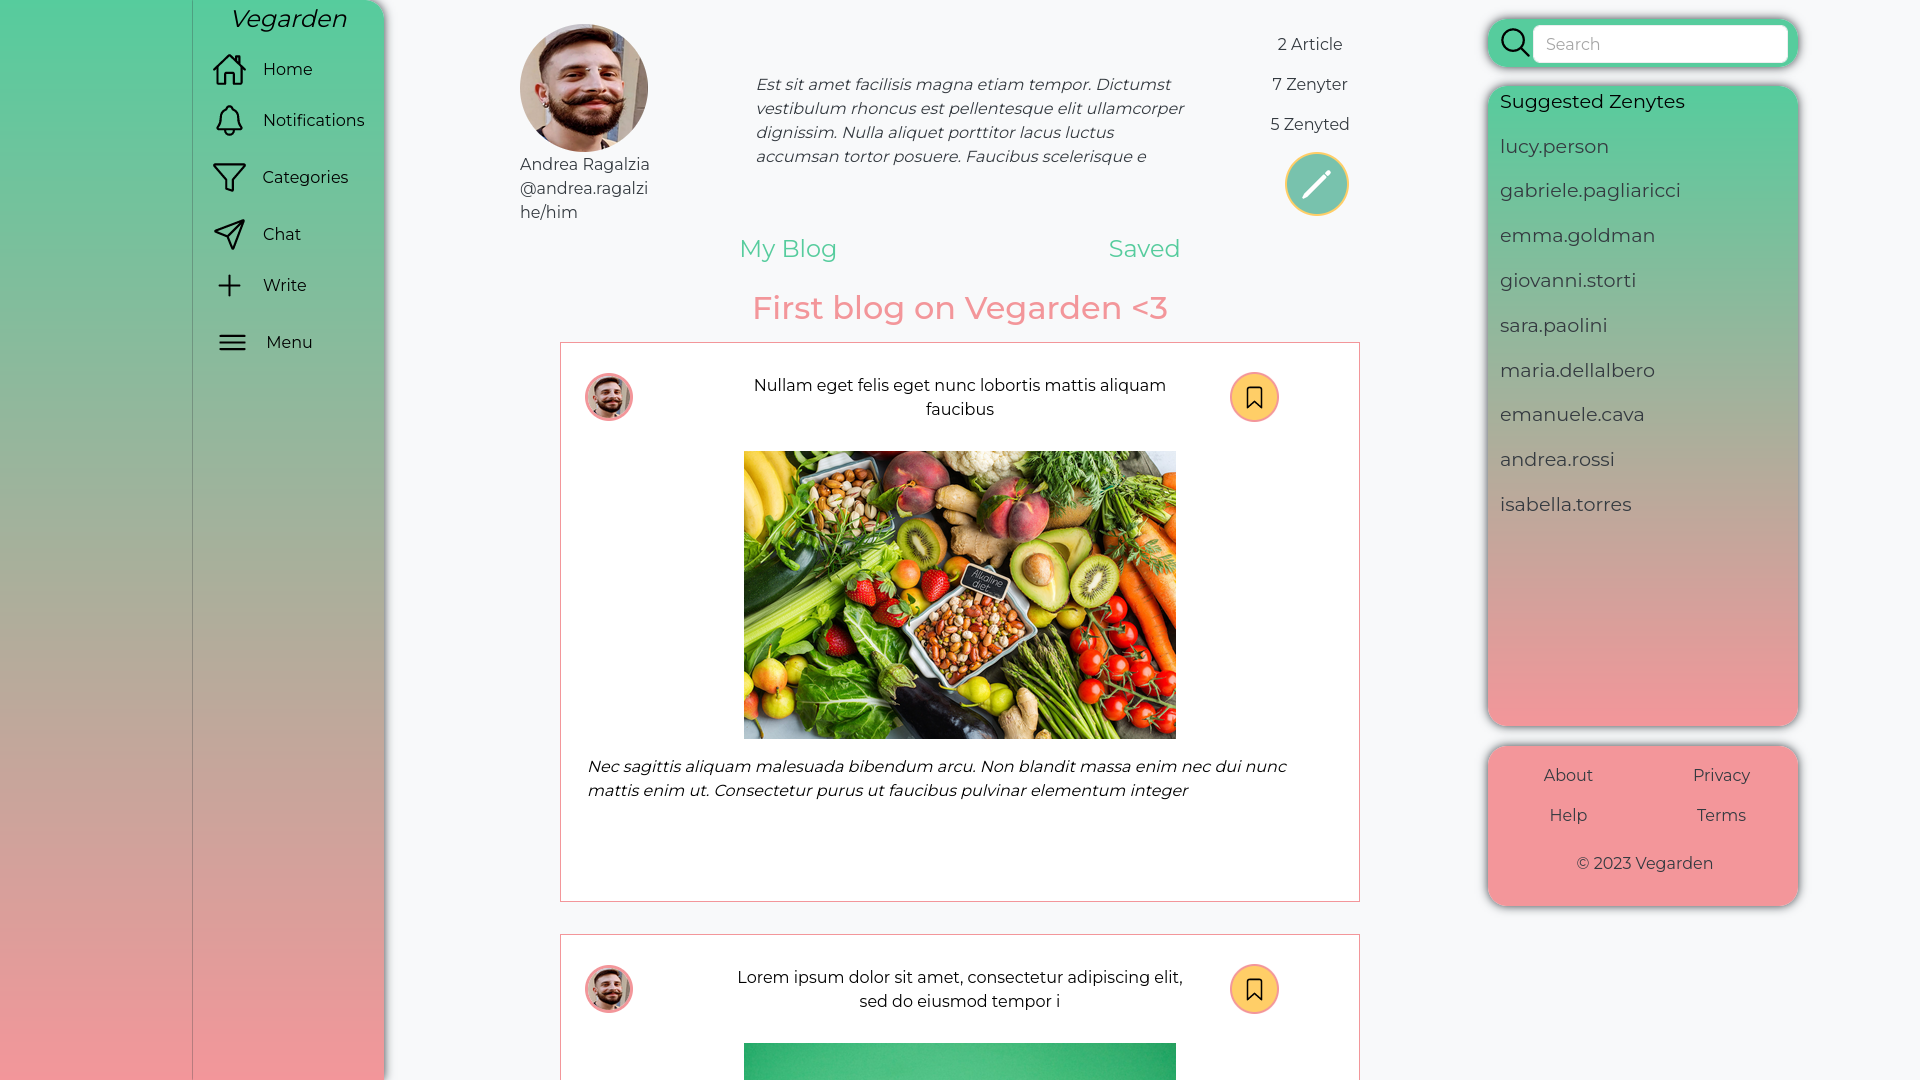 Vegarden
Home
Notifications
Categories
Chat
Write
Menu
Andrea Ragalzia
@andrea.ragalzi
he/him
Est sit amet facilisis magna etiam tempor. Dictumst
vestibulum rhoncus est pellentesque elit ullamcorper
dignissim. Nulla aliquet porttitor lacus luctus
accumsan tortor posuere. Faucibus scelerisque e
2 Article
7 Zenyter
5 Zenyted
My Blog
Saved
First blog on Vegarden <3
Nullam eget felis eget nunc lobortis mattis aliquam
faucibus
Alkaline
diet
Nec sagittis aliquam malesuada bibendum arcu. Non blandit massa enim nec dui nunc
mattis enim ut. Consectetur purus ut faucibus pulvinar elementum integer
Lorem ipsum dolor sit amet, consectetur adipiscing elit,
sed do eiusmod tempor i
Search
Suggested Zenytes
lucy.person
gabriele.pagliaricci
emma.goldman
giovanni.storti
sara.paolini
maria.dellalbero
emanuele.cava
andrea.rossi
isabella.torres
About
Privacy
Help
Terms
© 2023 Vegarden